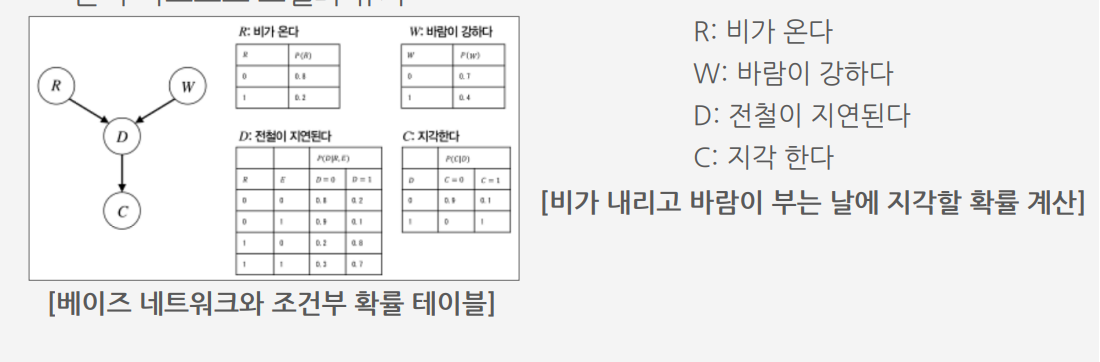 R: 비가 온다
W: 바람이 강하다
R P(R)
W P(W)
0 0.8
0 0.7
1 0.2
1 0.4
R
W
D
C
D: 전철이 지연된다
C: 지각한다
P(D|R, E)
P(C|D)
R E D=0 D=1
D C=0 C=1
0 0 0.8 0.2
0 0.9 0.1
0 1 0.9 0.1
1 0 1
1 0 0.2 0.8
1 1 0.3 0.7
[베이즈 네트워크와 조건부 확률 테이블]
R: 비가 온다
W: 바람이 강하다
D: 전철이 지연된다
C: 지각 한다
[비가 내리고 바람이 부는 날에 지각할 확률 계산]